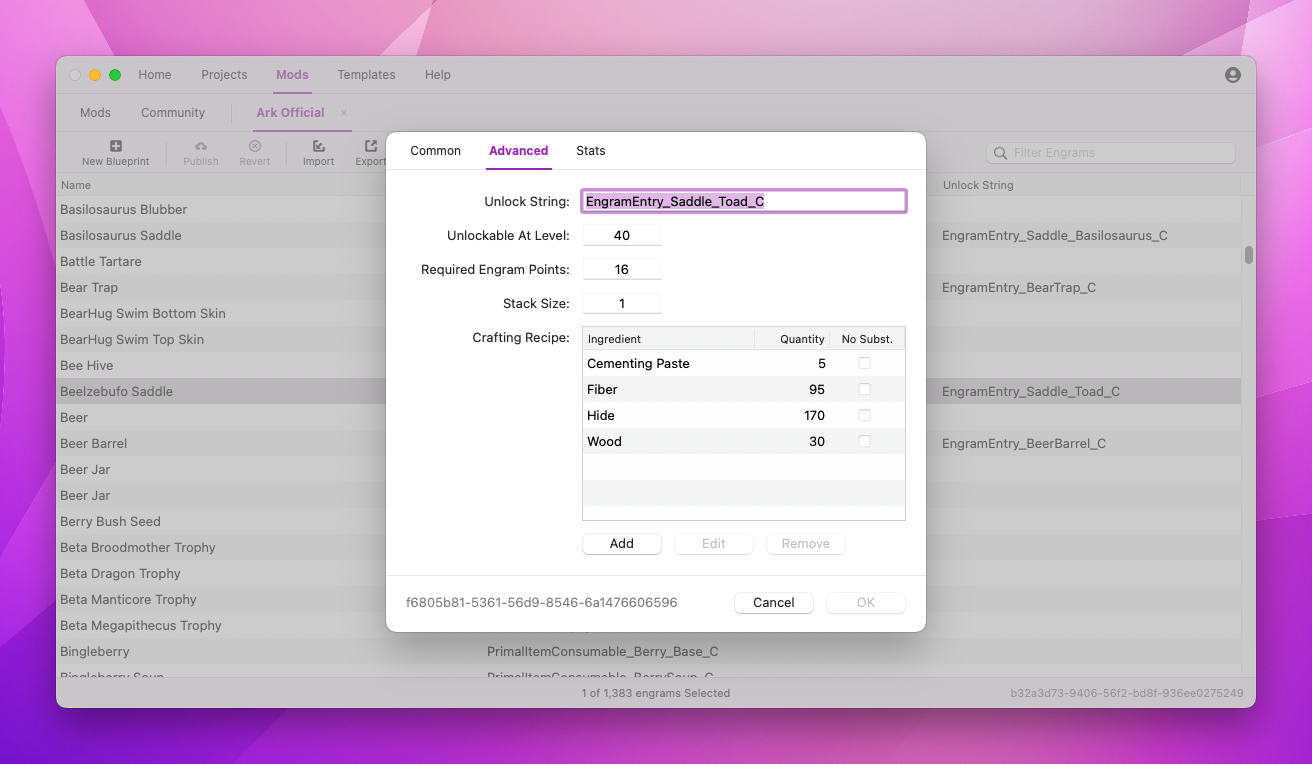 Home Projects Mods Templates Help
Mods Community Ark Official ×
New Blueprint Publish Revert Import Export
Filter Engrams
Name
Unlock String
Basilosaurus Blubber
Basilosaurus Saddle EngramEntry_Saddle_Basilosaurus_C
Battle Tartare
Bear Trap EngramEntry_BearTrap_C
BearHug Swim Bottom Skin
BearHug Swim Top Skin
Bee Hive
Beelzebufo Saddle EngramEntry_Saddle_Toad_C
Beer
Beer Barrel EngramEntry_BeerBarrel_C
Beer Jar
Beer Jar
Berry Bush Seed
Beta Broodmother Trophy
Beta Dragon Trophy
Beta Manticore Trophy
Beta Megapithecus Trophy
Bingleberry PrimalItemConsumable_Berry_Base_C
Bingleberry Soup PrimalItemConsumable_BerrySoup_C
1 of 1,383 engrams Selected
b32a3d73-9406-56f2-bd8f-936ee0275249
Common Advanced Stats
Unlock String: EngramEntry_Saddle_Toad_C
Unlockable At Level: 40
Required Engram Points: 16
Stack Size: 1
Crafting Recipe:
Ingredient Quantity No Subst.
Cementing Paste 5
Fiber 95
Hide 170
Wood 30
Add Edit Remove
f6805b81-5361-56d9-8546-6a1476606596
Cancel OK